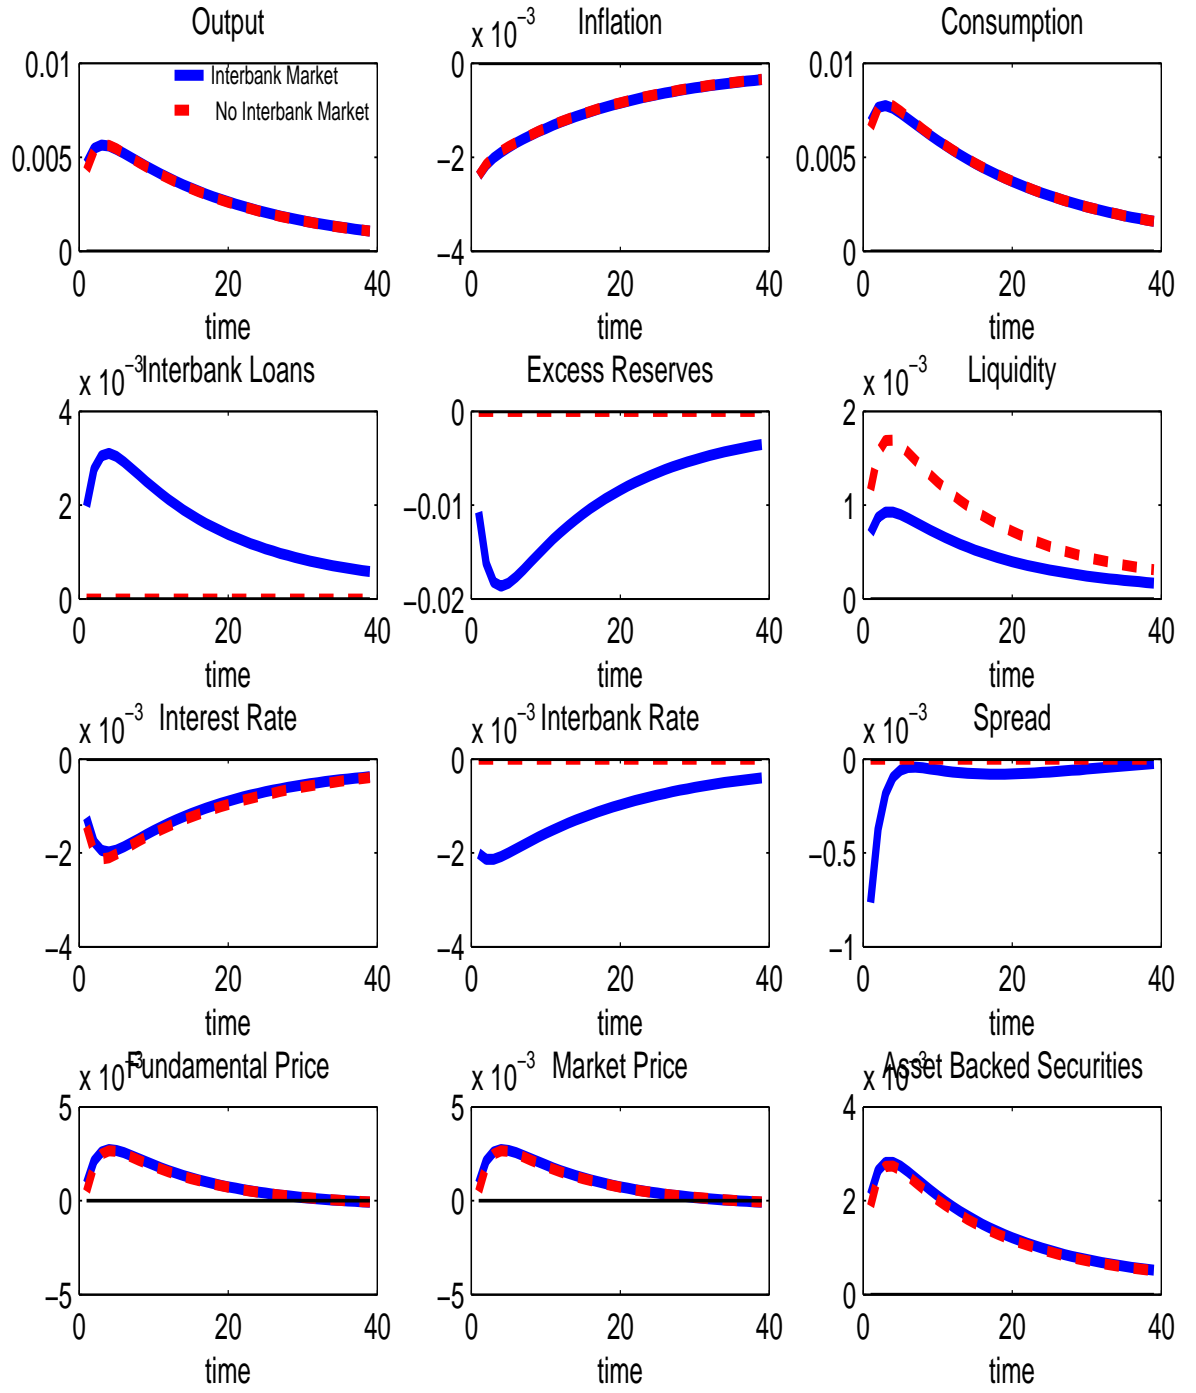 Output
0.01
0.005
0
0
20
40
time
Interbank Market
No Interbank Market
x 10^−3
Inflation
0
−2
−4
0
20
40
time
Consumption
0.01
0.005
0
0
20
40
time
x 10^−3
Interbank Loans
4
2
0
0
20
40
time
Excess Reserves
0
−0.01
−0.02
0
20
40
time
x 10^−3
Liquidity
2
1
0
0
20
40
time
x 10^−3
Interest Rate
0
−2
−4
0
20
40
time
x 10^−3
Interbank Rate
0
−2
−4
0
20
40
time
x 10^−3
Spread
0
−0.5
−1
0
20
40
time
x 10^−3
Fundamental Price
5
0
−5
0
20
40
time
x 10^−3
Market Price
5
0
−5
0
20
40
time
x 10^−3
Asset Backed Securities
4
2
0
0
20
40
time